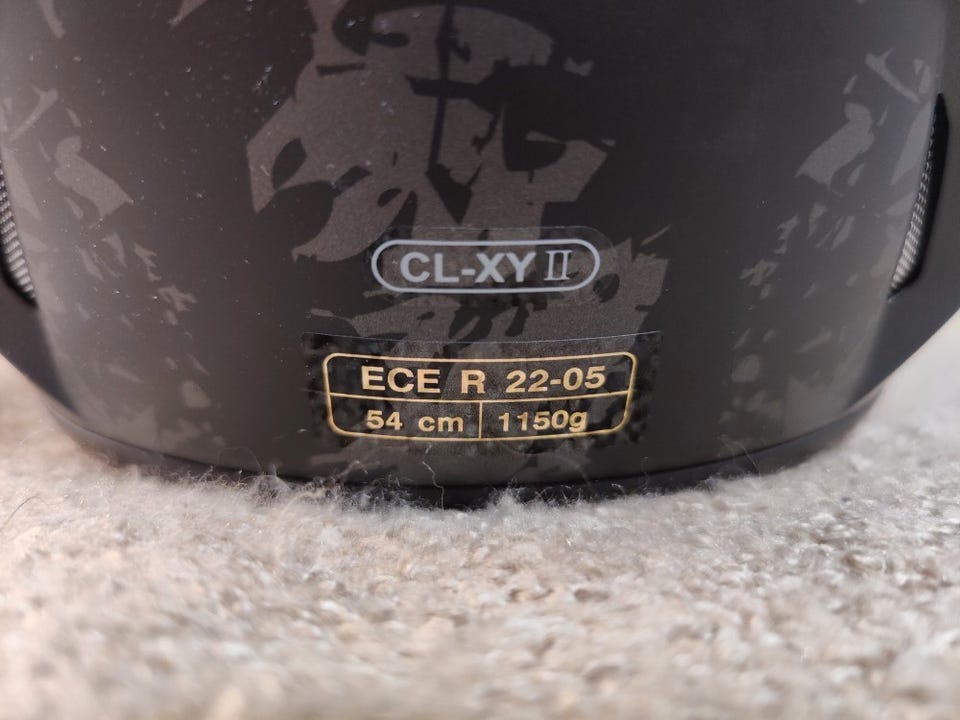 CL-XY II
ECE R 22-05
54 cm 1150g